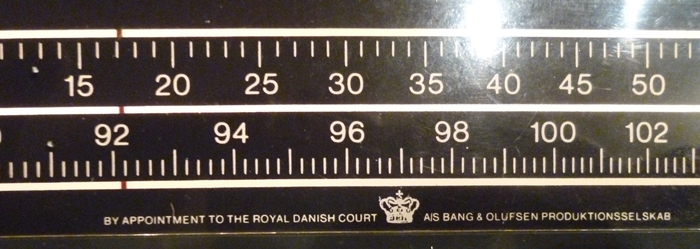 15 20 25 30 35 40 45 50
92 94 96 98 100 102
BY APPOINTMENT TO THE ROYAL DANISH COURT A/S BANG & OLUFSEN PRODUKTIONSSELSKAB